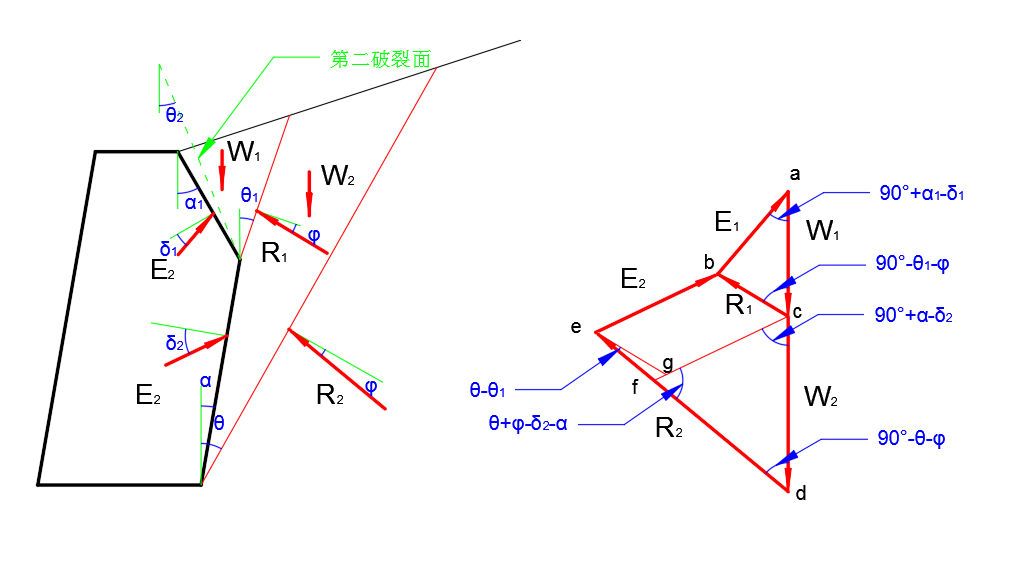 第二破裂面
θ2
W1
W2
α1
θ1
δ1
E2
R1
φ
δ2
E2
α
θ
R2
φ
a
90°+α1-δ1
E1
W1
b
90°-θ1-φ
E2
R1
c
90°+α-δ2
e
g
f
θ-θ1
W2
θ+φ-δ2-α
R2
90°-θ-φ
d